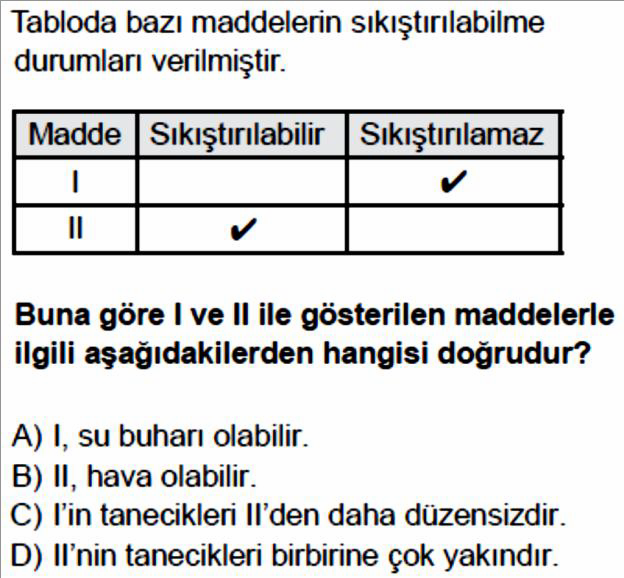 Tabloda bazı maddelerin sıkıştırılabilme
durumları verilmiştir.
Madde Sıkıştırılabilir Sıkıştırılamaz
I ✔
II ✔
Buna göre I ve II ile gösterilen maddelerle
ilgili aşağıdakilerden hangisi doğrudur?
A) I, su buharı olabilir.
B) II, hava olabilir.
C) I’in tanecikleri II’den daha düzensizdir.
D) II’nin tanecikleri birbirine çok yakındır.